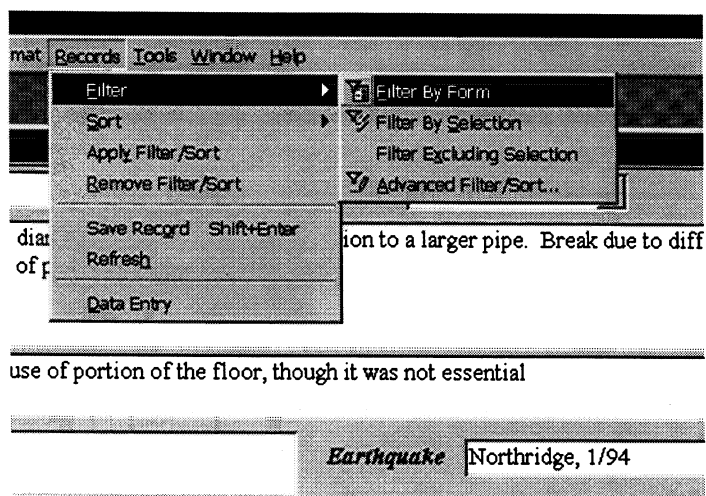 mat Records Tools Window Help
Filter
Sort
Apply Filter/Sort
Remove Filter/Sort
Save Record Shift+Enter
Refresh
Data Entry
Filter By Form
Filter By Selection
Filter Excluding Selection
Advanced Filter/Sort...
diar ion to a larger pipe. Break due to diff
of p
use of portion of the floor, though it was not essential
Earthquake Northridge, 1/94